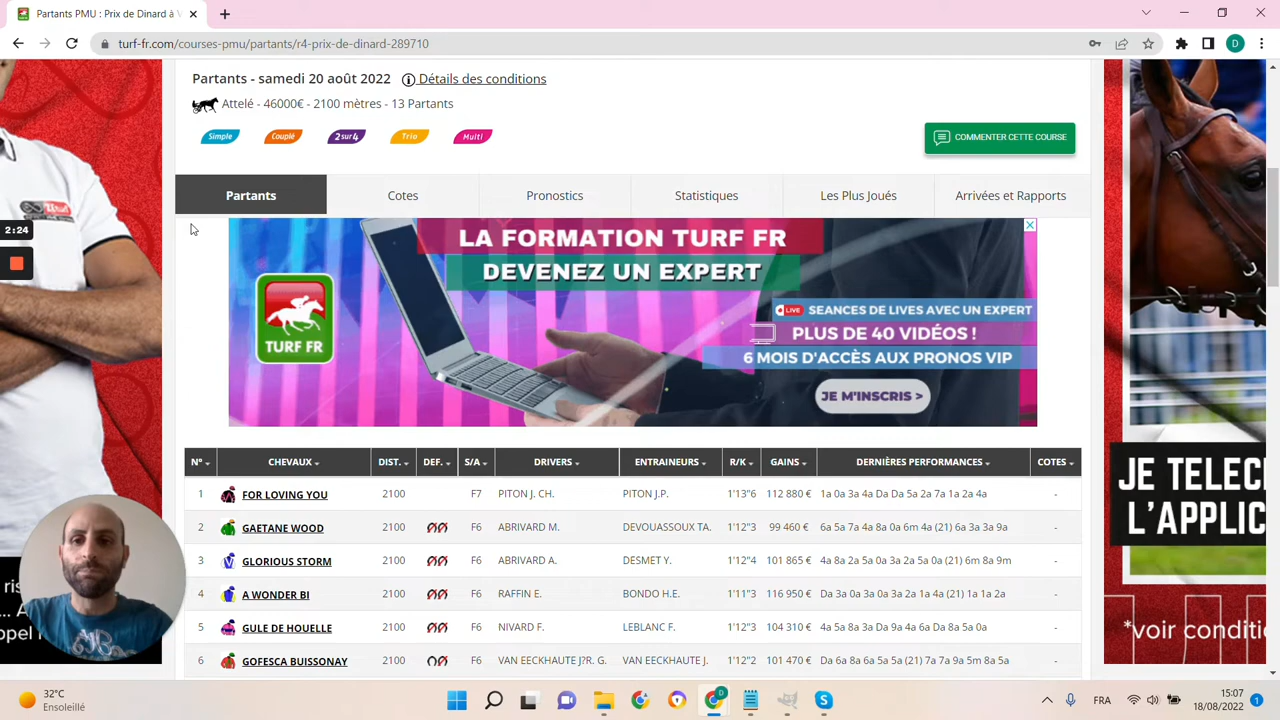 Partants PMU : Prix de Dinard à V
turf-fr.com/courses-pmu/partants/r4-prix-de-dinard-289710
D
Partants - samedi 20 août 2022 Détails des conditions
Attelé - 46000€ - 2100 mètres - 13 Partants
Simple Couplé 2 sur 4 Trio Multi
COMMENTER CETTE COURSE
Partants Cotes Pronostics Statistiques Les Plus Joués Arrivées et Rapports
2:24
LA FORMATION TURF FR
DEVENEZ UN EXPERT
TURF FR
LIVE SEANCES DE LIVES AVEC UN EXPERT
PLUS DE 40 VIDÉOS !
6 MOIS D'ACCÈS AUX PRONOS VIP
JE M'INSCRIS >
N° CHEVAUX DIST. DEF. S/A DRIVERS ENTRAINEURS R/K GAINS DERNIÈRES PERFORMANCES COTES
1 FOR LOVING YOU 2100 F7 PITON J. CH. PITON J.P. 1'13"6 112 880 € 1a 0a 3a 4a Da Da 5a 2a 7a 1a 2a 4a -
2 GAETANE WOOD 2100 F6 ABRIVARD M. DEVOUASSOUX TA. 1'12"3 99 460 € 6a 5a 7a 4a 8a 0a 6m 4a (21) 6a 3a 3a 9a -
3 GLORIOUS STORM 2100 F6 ABRIVARD A. DESMET Y. 1'12"4 101 865 € 4a 8a 2a 5a 0a 3a 2a 5a 0a (21) 6m 8a 9m -
4 A WONDER BI 2100 F6 RAFFIN E. BONDO H.E. 1'11"3 116 950 € Da 3a 0a 0a 3a 2a 1a 4a (21) 1a 1a 2a -
5 GULE DE HOUELLE 2100 F6 NIVARD F. LEBLANC F. 1'12"3 104 310 € 4a 5a 8a 3a Da 9a 4a 6a Da 8a 5a 0a -
6 GOFESCA BUISSONAY 2100 F6 VAN EECKHAUTE J?R. G. VAN EECKHAUTE J. 1'12"2 101 470 € Da 6a 8a 6a 5a 5a (21) 7a 7a 9a 5m 8a 5a -
JE TELEC
L'APPLIC
*voir conditi
32°C
Ensoleillé
D
FRA
15:07
18/08/2022
1